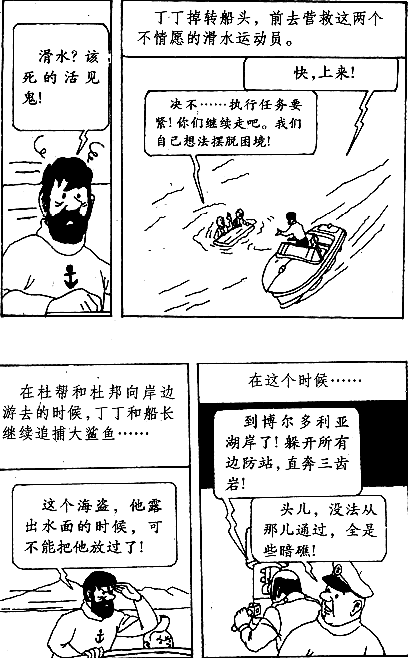 滑水？该
死的活见
鬼！
丁丁掉转船头，前去营救这两个
不情愿的滑水运动员。
快，上来！
决不……执行任务要
紧！你们继续走吧。我们
自己想法摆脱困境！
在杜帮和杜邦向岸边
游去的时候，丁丁和船长
继续追捕大鲨鱼……
这个海盗，他露
出水面的时候，可
不能把他放过了！
在这个时候……
到博尔多利亚
湖岸了！躲开所有
边防站，直奔三齿
岩！
头儿，没法从
那儿通过，全是
些暗礁！